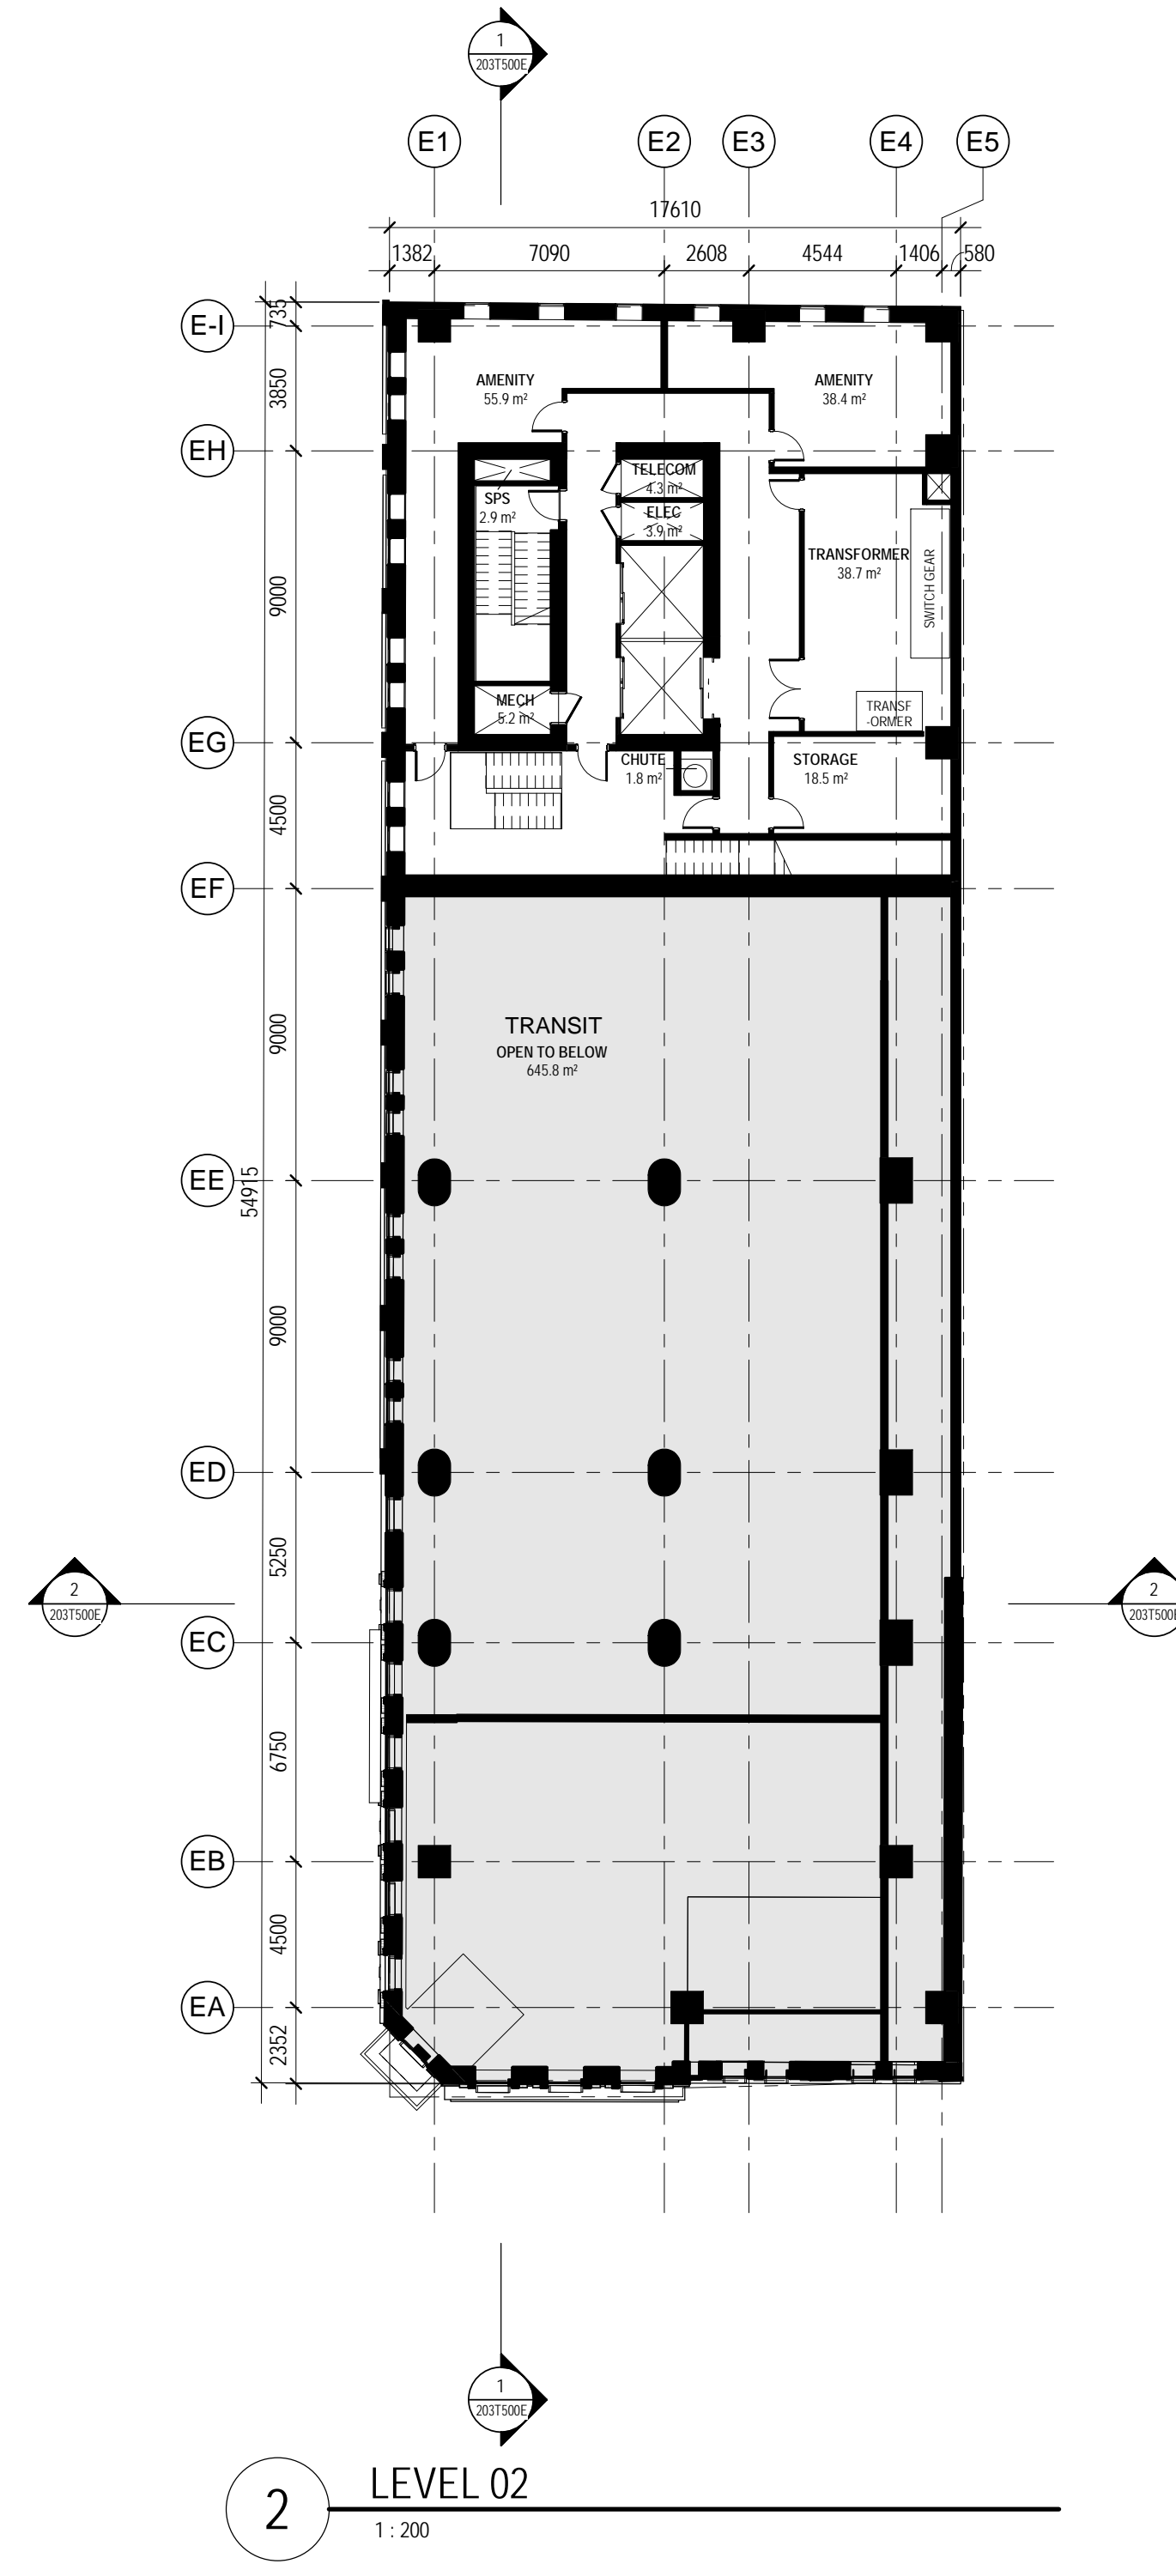 1
203T500E
E1
E2
E3
E4
E5
17610
1382
7090
2608
4544
1406
580
E-I
735
AMENITY
55.9 m²
AMENITY
38.4 m²
3850
EH
TELECOM
4.3 m²
SPS
2.9 m²
ELEC
3.9 m²
TRANSFORMER
38.7 m²
SWITCH GEAR
9000
MECH
5.2 m²
TRANSF
-ORMER
EG
CHUTE
1.8 m²
STORAGE
18.5 m²
4500
EF
TRANSIT
OPEN TO BELOW
645.8 m²
9000
EE
54915
9000
ED
5250
2
203T500E
2
203T500E
EC
6750
EB
4500
EA
2352
1
203T500E
2
LEVEL 02
1 : 200